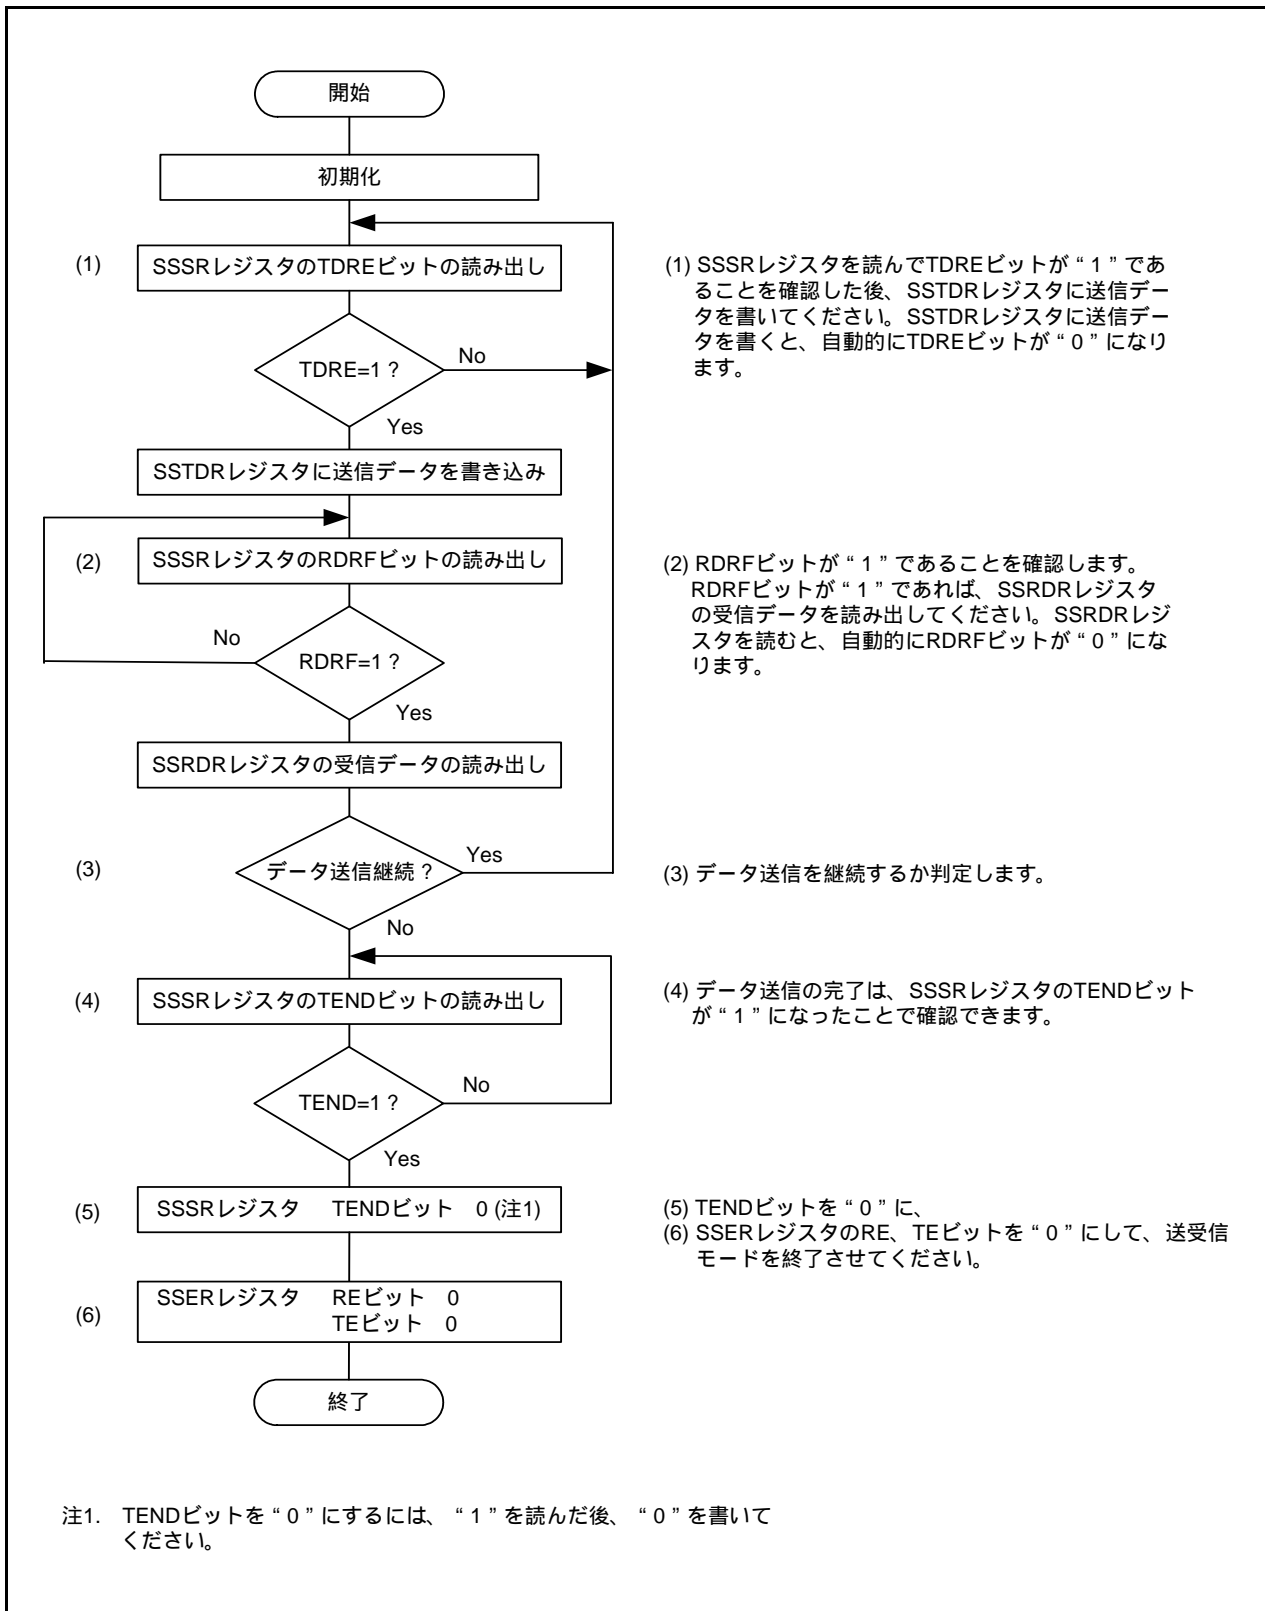 開始
初期化
(1)
SSSRレジスタのTDREビットの読み出し
TDRE=1 ?
No
Yes
SSTDRレジスタに送信データを書き込み
(2)
SSSRレジスタのRDRFビットの読み出し
No
RDRF=1 ?
Yes
SSRDRレジスタの受信データの読み出し
(3)
データ送信継続 ?
Yes
No
(4)
SSSRレジスタのTENDビットの読み出し
TEND=1 ?
No
Yes
(5)
SSSRレジスタ TENDビット 0 (注1)
(6)
SSERレジスタ REビット 0
TEビット 0
終了
(1) SSSRレジスタを読んでTDREビットが“1”であ
ることを確認した後、SSTDRレジスタに送信デー
タを書いてください。SSTDRレジスタに送信デー
タを書くと、自動的にTDREビットが“0”になり
ます。
(2) RDRFビットが“1”であることを確認します。
RDRFビットが“1”であれば、SSRDRレジスタ
の受信データを読み出してください。SSRDRレジ
スタを読むと、自動的にRDRFビットが“0”にな
ります。
(3) データ送信を継続するか判定します。
(4) データ送信の完了は、SSSRレジスタのTENDビット
が“1”になったことで確認できます。
(5) TENDビットを“0”に、
(6) SSERレジスタのRE、TEビットを“0”にして、送受信
モードを終了させてください。
注1. TENDビットを“0”にするには、“1”を読んだ後、“0”を書いて
ください。